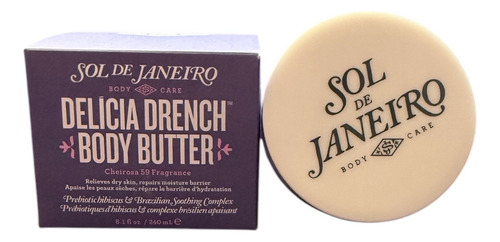 SOL DE JANEIRO
BODY CARE
DELÍCIA DRENCH™
BODY BUTTER
Cheirosa 59 Fragrance
Relieves dry skin, repairs moisture barrier
Apaise les peaux sèches, répare la barrière d'hydratation
Prebiotic hibiscus & Brazilian Soothing Complex
Prébiotiques d'hibiscus & complexe brésilien apaisant
8.1 fl oz / 240 ml e
SOL
DE
JANEIRO
BODY CARE